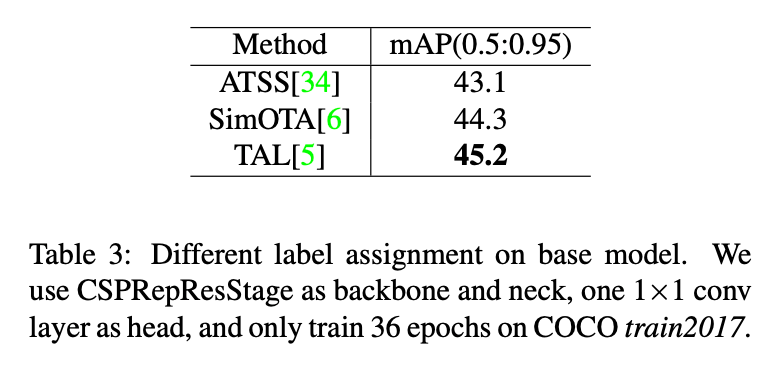 Method mAP(0.5:0.95)
ATSS[34] 43.1
SimOTA[6] 44.3
TAL[5] 45.2
Table 3: Different label assignment on base model. We
use CSPRepResStage as backbone and neck, one 1×1 conv
layer as head, and only train 36 epochs on COCO train2017.